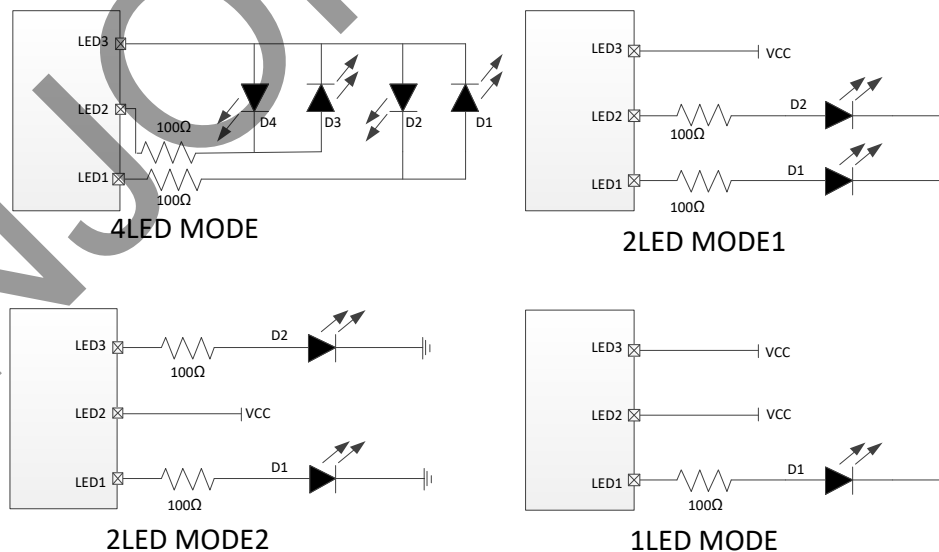 LED3
LED2
LED1
100Ω
100Ω
D4
D3
D2
D1
4LED MODE
LED3
VCC
LED2
100Ω
D2
LED1
100Ω
D1
2LED MODE1
LED3
100Ω
D2
LED2
VCC
LED1
100Ω
D1
2LED MODE2
LED3
VCC
LED2
VCC
LED1
100Ω
D1
1LED MODE